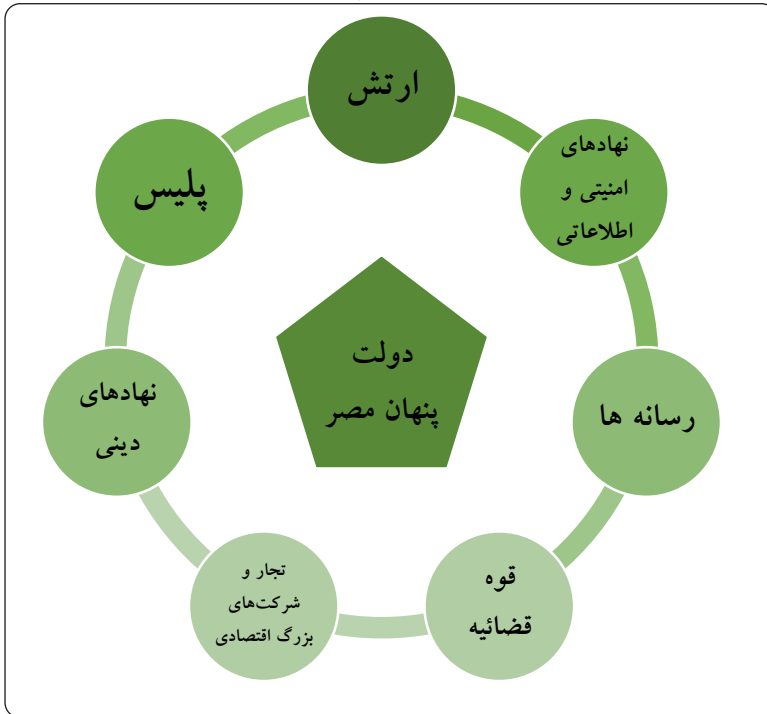 ارتش
نهادهای
امنیتی و
اطلاعاتی
رسانه ها
قوه
قضائیه
تجار و
شرکت‌های
بزرگ اقتصادی
نهادهای
دینی
پلیس
دولت
پنهان مصر